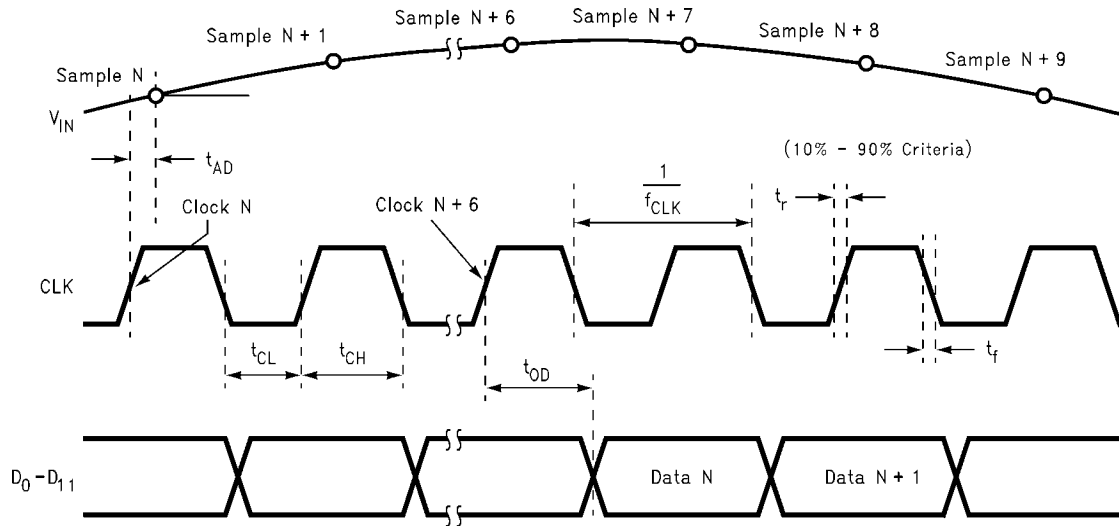 Sample N
Sample N + 1
Sample N + 6
Sample N + 7
Sample N + 8
Sample N + 9
V_IN
t_AD
(10% - 90% Criteria)
Clock N
Clock N + 6
1
f_CLK
t_r
CLK
t_CL
t_CH
t_OD
t_f
D_0 – D_11
Data N
Data N + 1